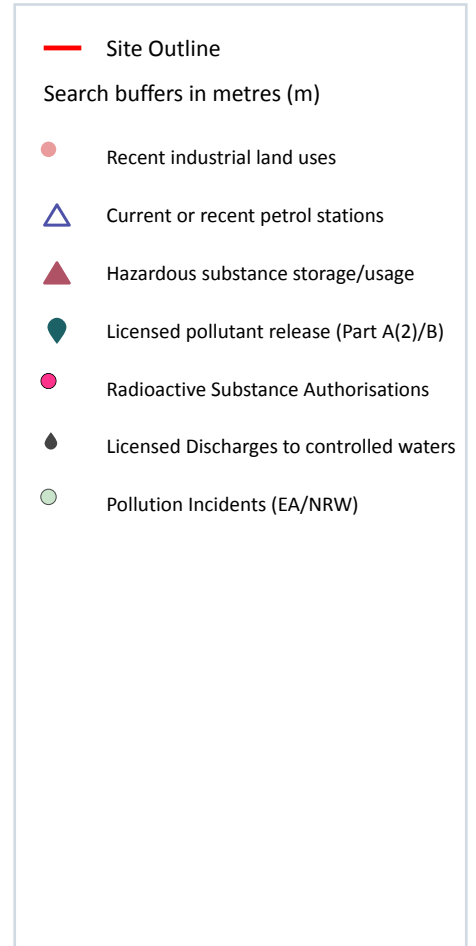 Site Outline
Search buffers in metres (m)
Recent industrial land uses
Current or recent petrol stations
Hazardous substance storage/usage
Licensed pollutant release (Part A(2)/B)
Radioactive Substance Authorisations
Licensed Discharges to controlled waters
Pollution Incidents (EA/NRW)